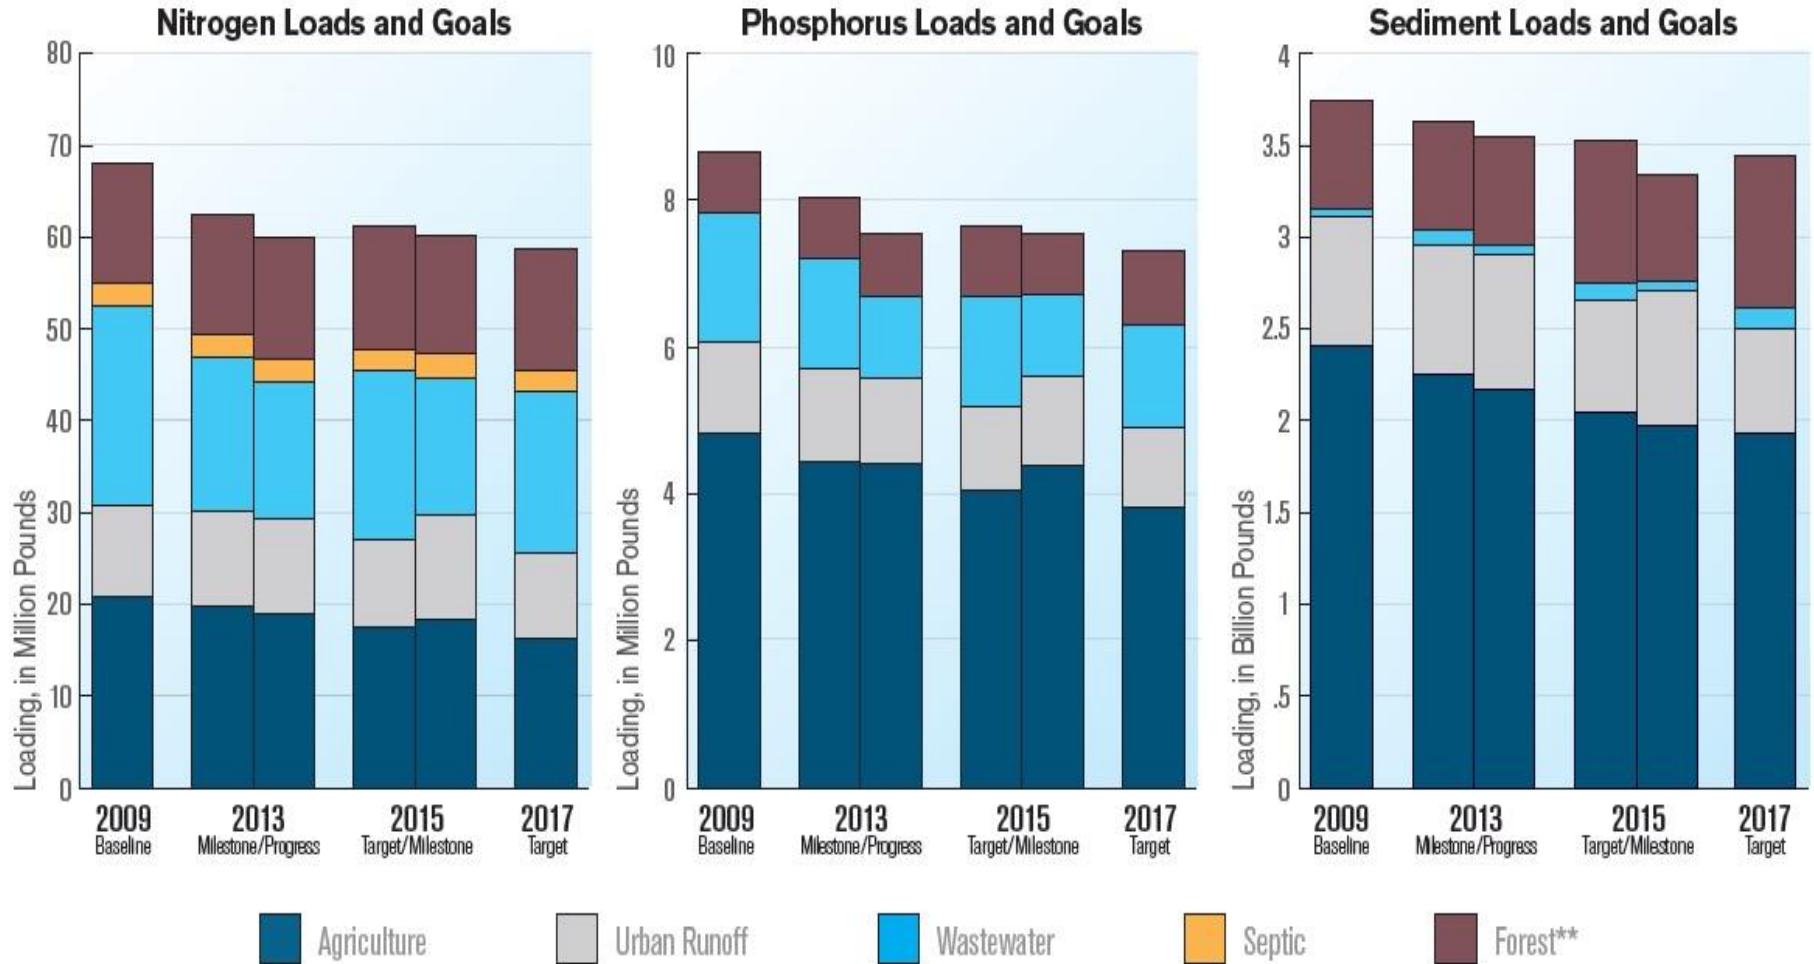 Nitrogen Loads and Goals
Loading, in Million Pounds
80
70
60
50
40
30
20
10
0
2009
Baseline
2013
Milestone/Progress
2015
Target/Milestone
2017
Target
Phosphorus Loads and Goals
Loading, in Million Pounds
10
8
6
4
2
0
2009
Baseline
2013
Milestone/Progress
2015
Target/Milestone
2017
Target
Sediment Loads and Goals
Loading, in Billion Pounds
4
3.5
3
2.5
2
1.5
1
.5
0
2009
Baseline
2013
Milestone/Progress
2015
Target/Milestone
2017
Target
Agriculture
Urban Runoff
Wastewater
Septic
Forest**